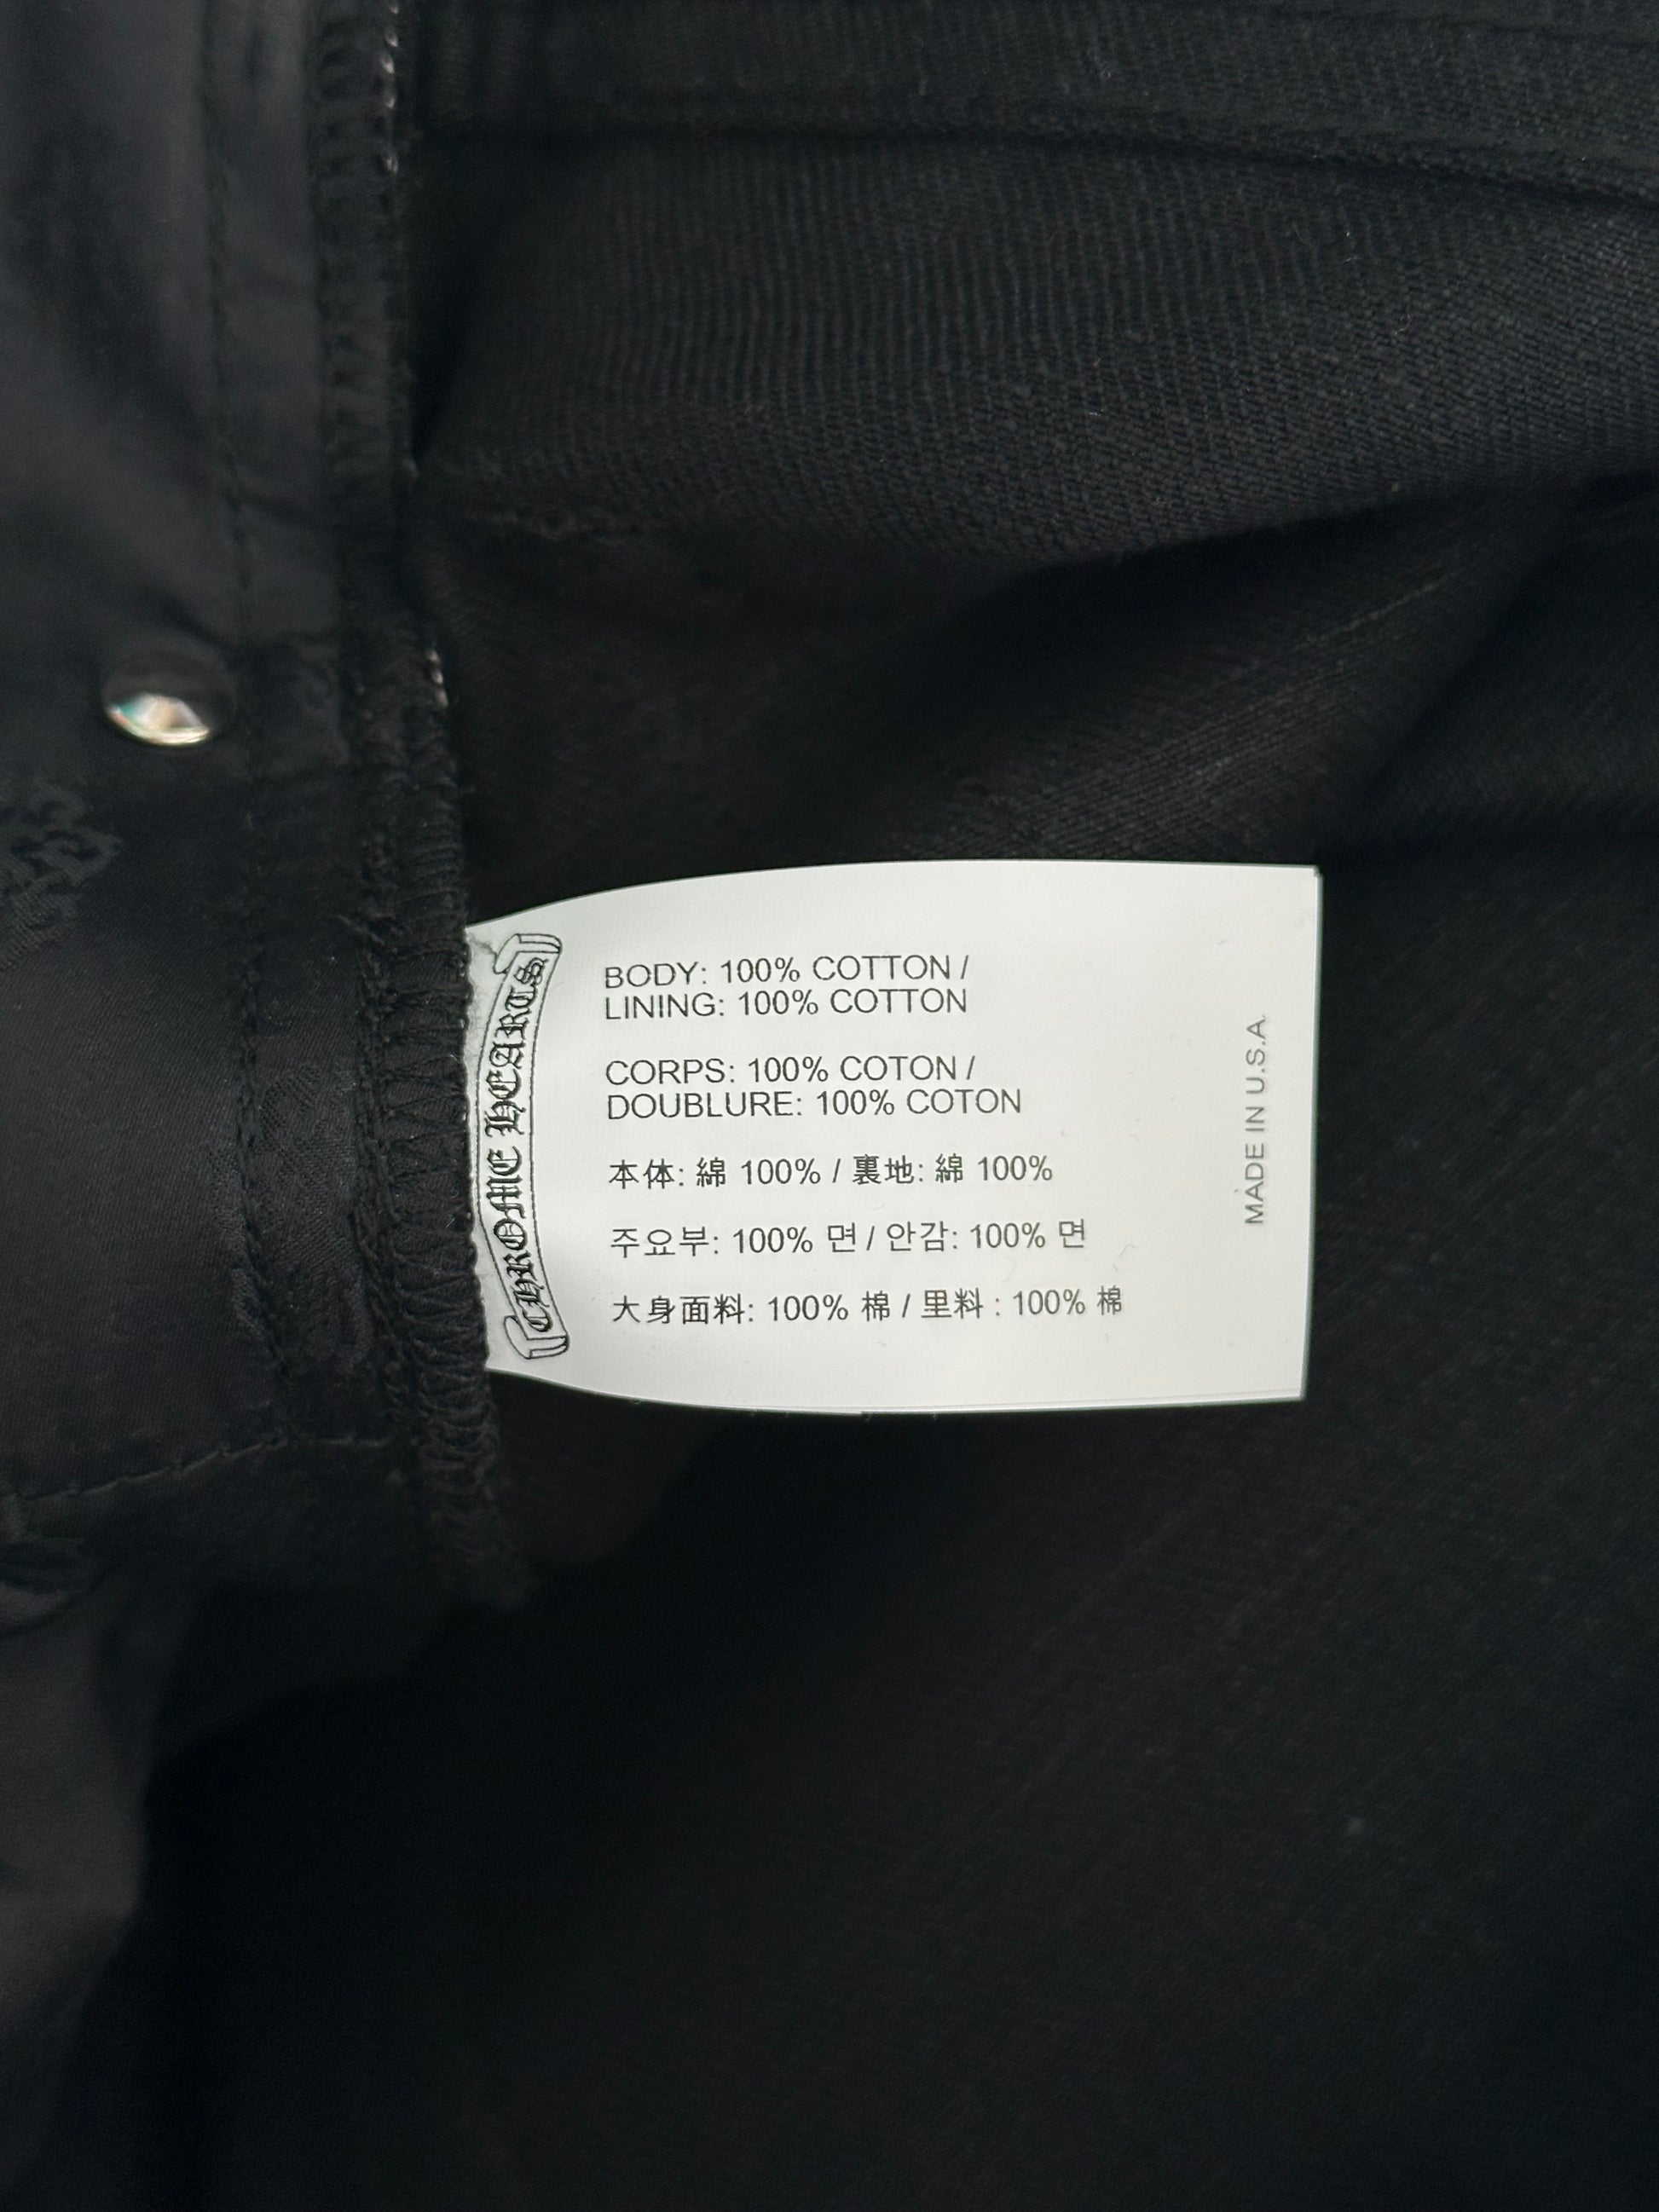 CHROME HEARTS
BODY: 100% COTTON /
LINING: 100% COTTON
CORPS: 100% COTON /
DOUBLURE: 100% COTON
本体: 綿 100% / 裏地: 綿 100%
주요부: 100% 면 / 안감: 100% 면
大身面料: 100% 棉 / 里料 : 100% 棉
MADE IN U.S.A.